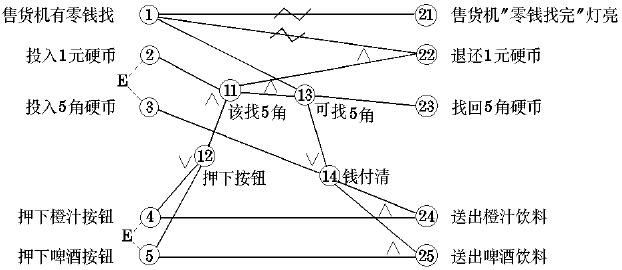 售货机有零钱找 1 21 售货机"零钱找完"灯亮
投入1元硬币 2 22 退还1元硬币
E
11 13
投入5角硬币 3 该找5角 可找5角 23 找回5角硬币
12
押下按钮 14 钱付清
押下橙汁按钮 4 24 送出橙汁饮料
E
押下啤酒按钮 5 25 送出啤酒饮料